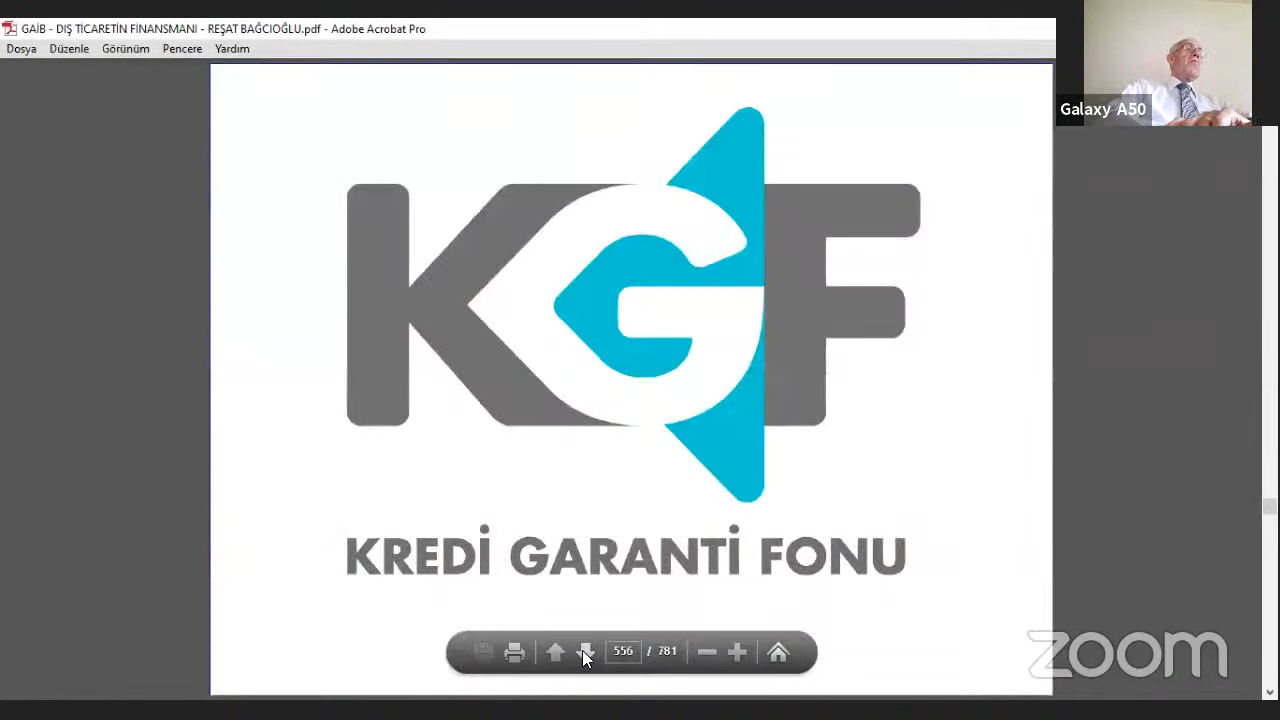 GAİB - DIŞ TİCARETİN FİNANSMANI - REŞAT BAĞCIOĞLU.pdf - Adobe Acrobat Pro
Dosya Düzenle Görünüm Pencere Yardım
Galaxy A50
KGF
KREDİ GARANTİ FONU
556 / 781
zoom